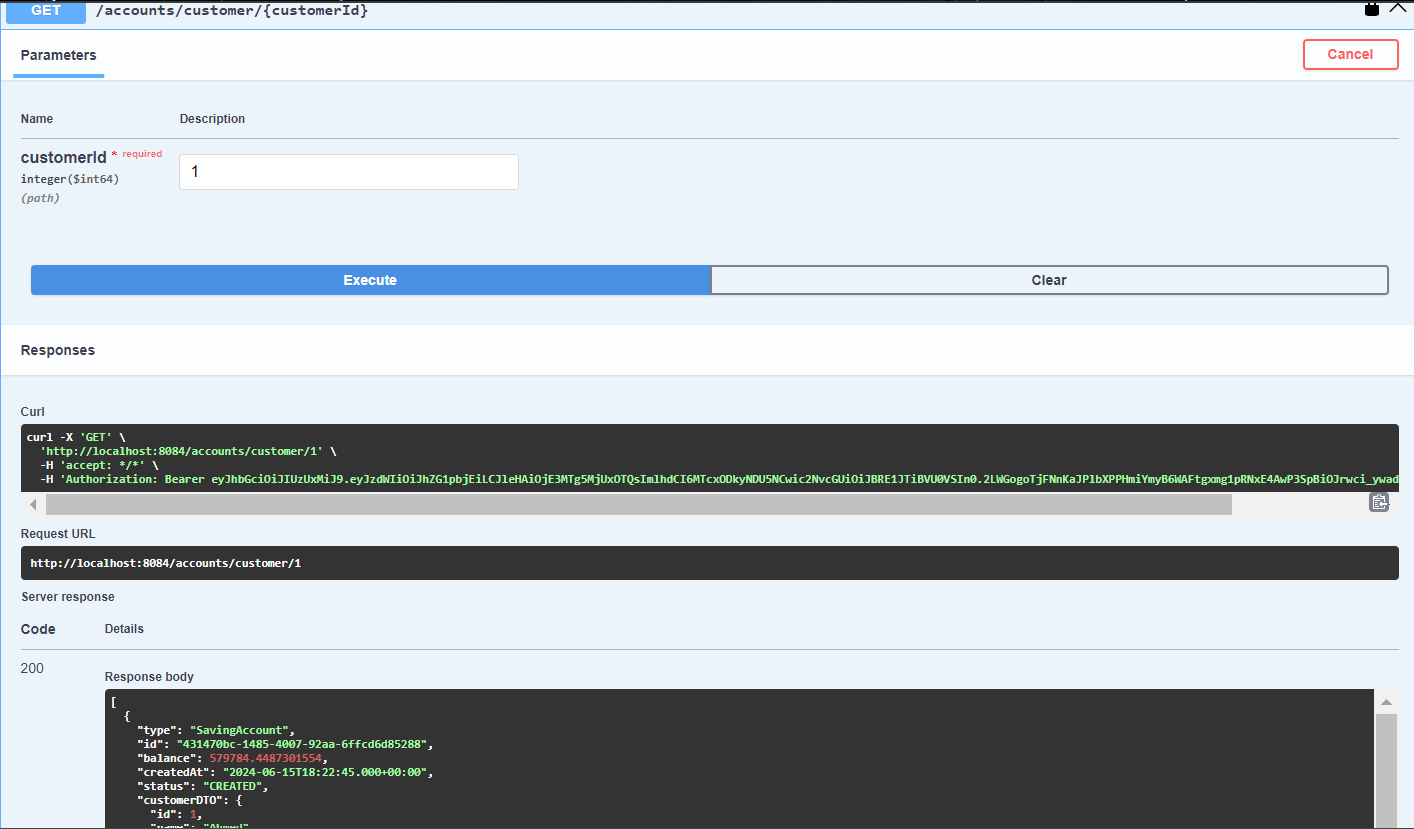 GET /accounts/customer/{customerId}
Parameters
Cancel
Name Description
customerId * required
integer($int64)
(path)
1
Execute Clear
Responses
Curl
curl -X 'GET' \
'http://localhost:8084/accounts/customer/1' \
-H 'accept: */*' \
-H 'Authorization: Bearer eyJhbGciOiJIUzUxMiJ9.eyJzdWIiOiJhZG1pbjEiLCJleHAiOjE3MTg5MjUxOTQsImlhdCI6MTcxODkyNDU5NCwic2NvcGUiOiJBRE1JTiBVU0VSIn0.2LWGogoTjFNnKaJPlbXPPHmiYmyB6WAFtgxmg1pRNxE4AwP3SpBiOJrwci_ywad
Request URL
http://localhost:8084/accounts/customer/1
Server response
Code Details
200
Response body
[
{
"type": "SavingAccount",
"id": "431470bc-1485-4007-92aa-6ffcd6d85288",
"balance": 579784.4487301554,
"createdAt": "2024-06-15T18:22:45.000+00:00",
"status": "CREATED",
"customerDTO": {
"id": 1,
"name": "Ahmed",